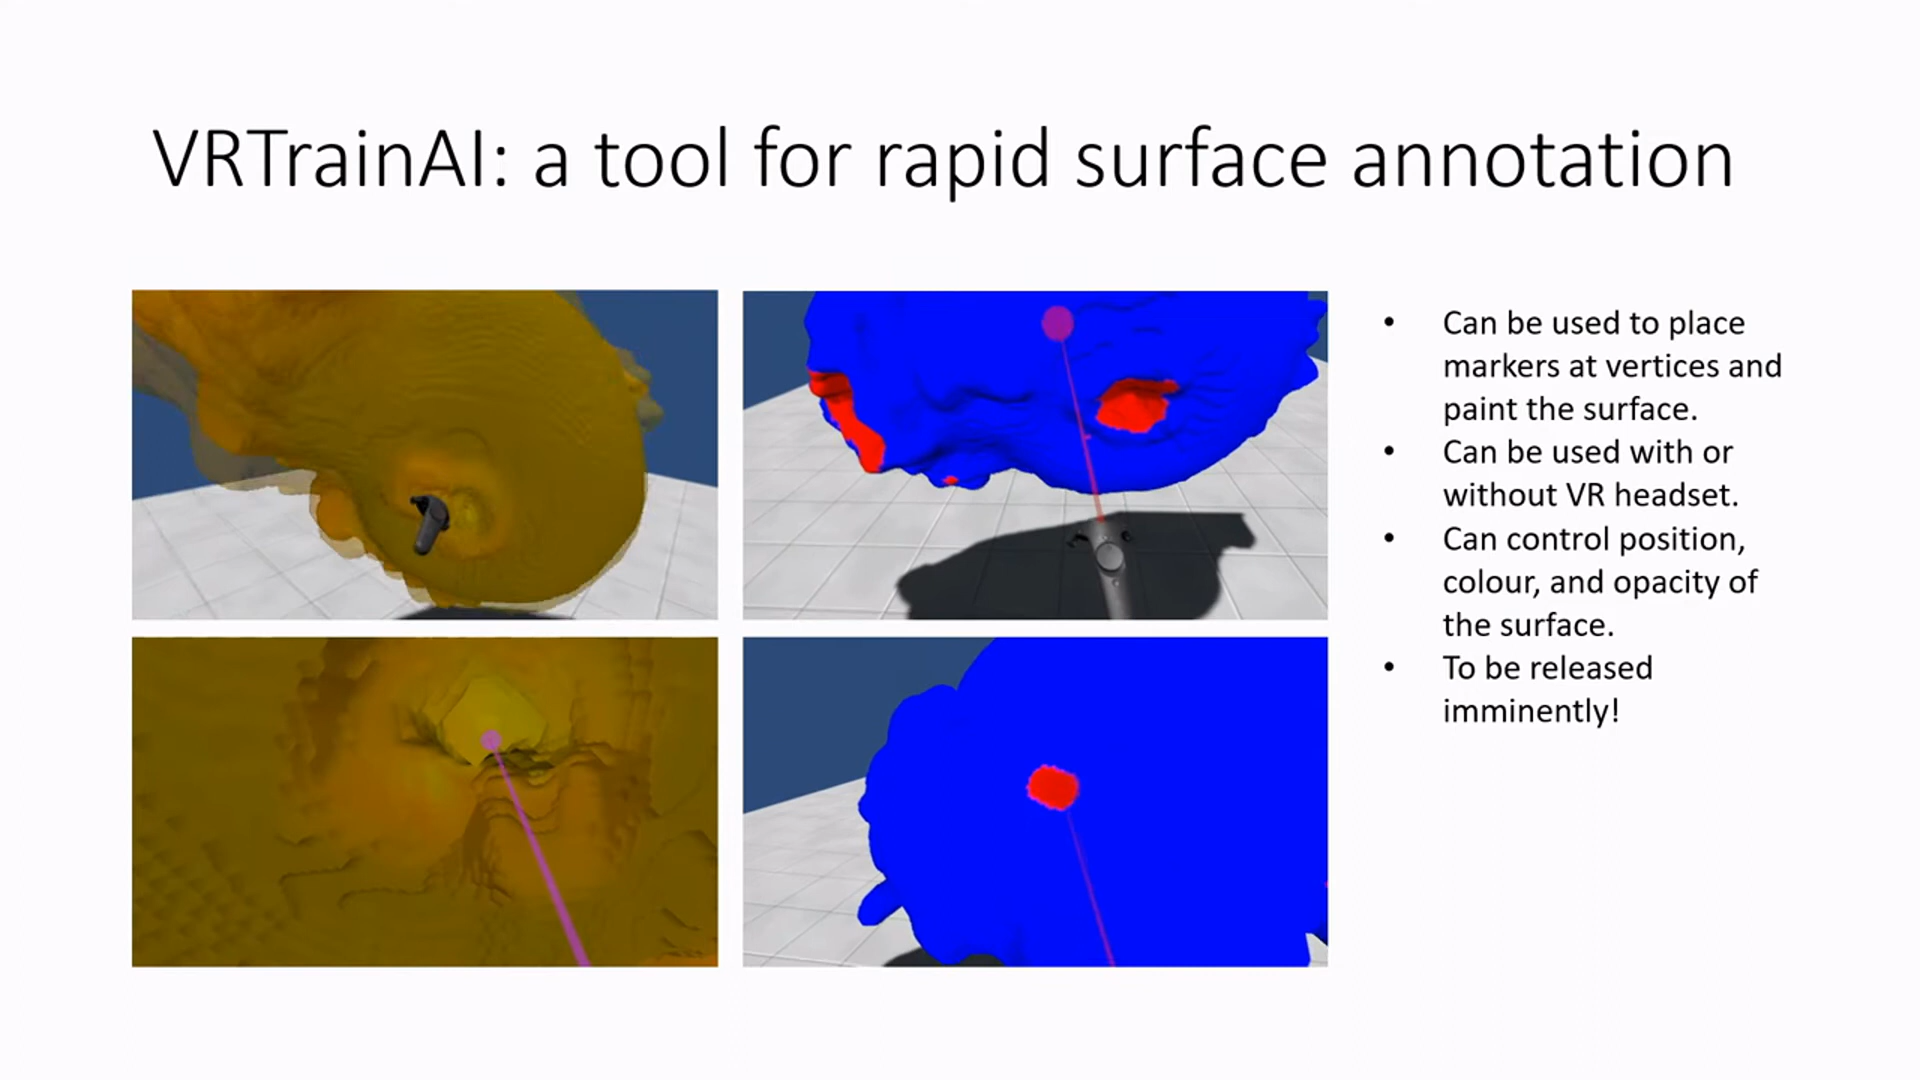 VRTrainAI: a tool for rapid surface annotation
• Can be used to place
markers at vertices and
paint the surface.
• Can be used with or
without VR headset.
• Can control position,
colour, and opacity of
the surface.
• To be released
imminently!